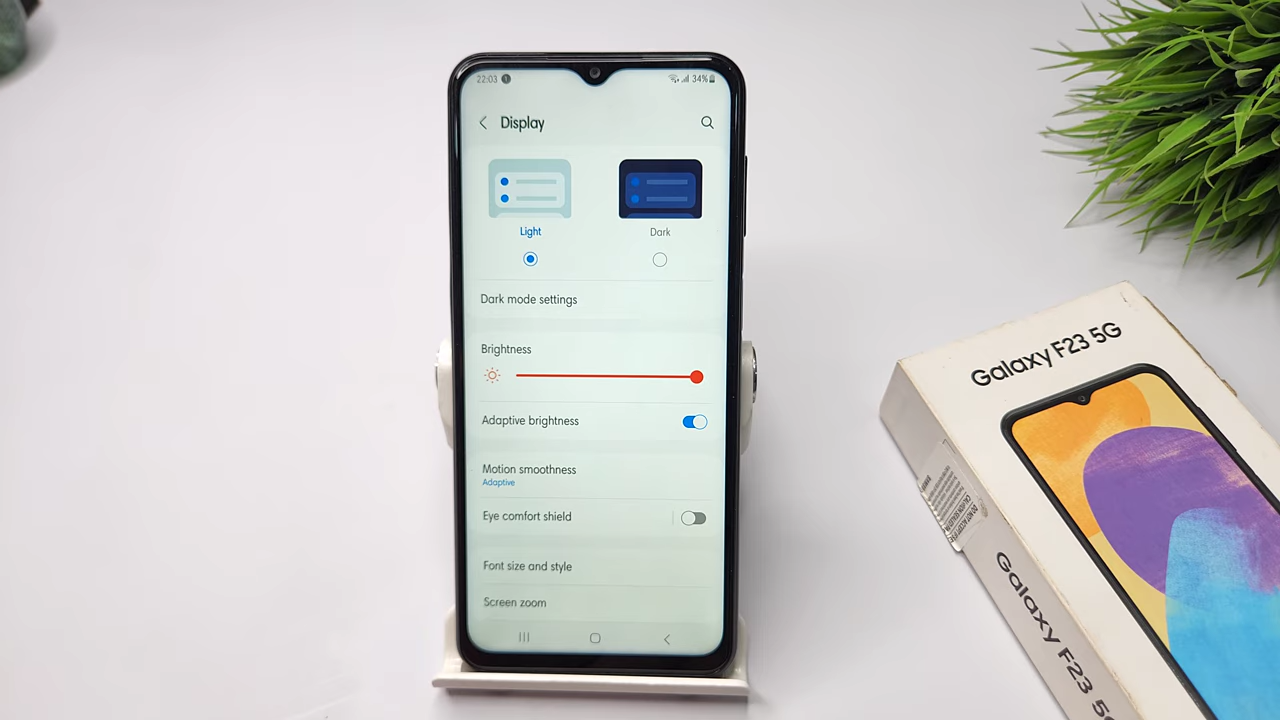 22:03
34%
Display
Light
Dark
Dark mode settings
Brightness
Adaptive brightness
Motion smoothness
Adaptive
Eye comfort shield
Font size and style
Screen zoom
Galaxy F23 5G
Galaxy F23 5G